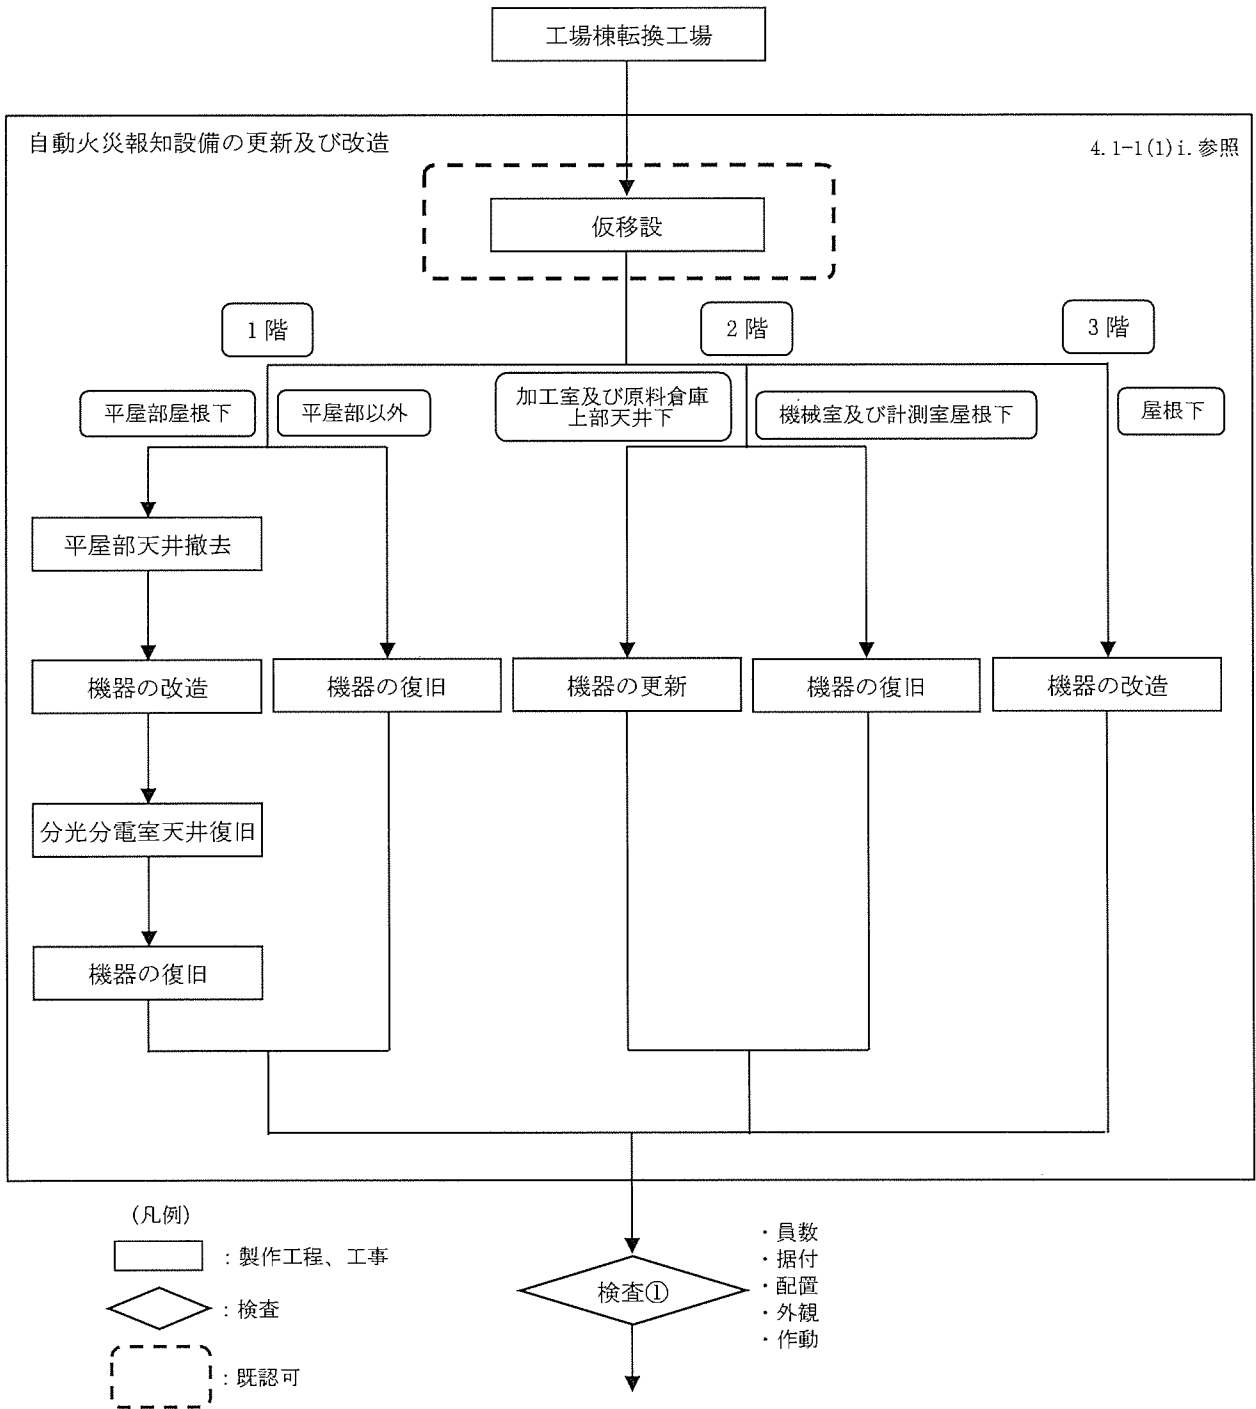 工場棟転換工場
自動火災報知設備の更新及び改造
4.1-1(1)i.参照
仮移設
1階
2階
3階
平屋部屋根下
平屋部以外
加工室及び原料倉庫
上部天井下
機械室及び計測室屋根下
屋根下
平屋部天井撤去
機器の改造
機器の復旧
機器の更新
機器の復旧
機器の改造
分光分電室天井復旧
機器の復旧
(凡例)
：製作工程、工事
：検査
：既認可
検査①
・員数
・据付
・配置
・外観
・作動